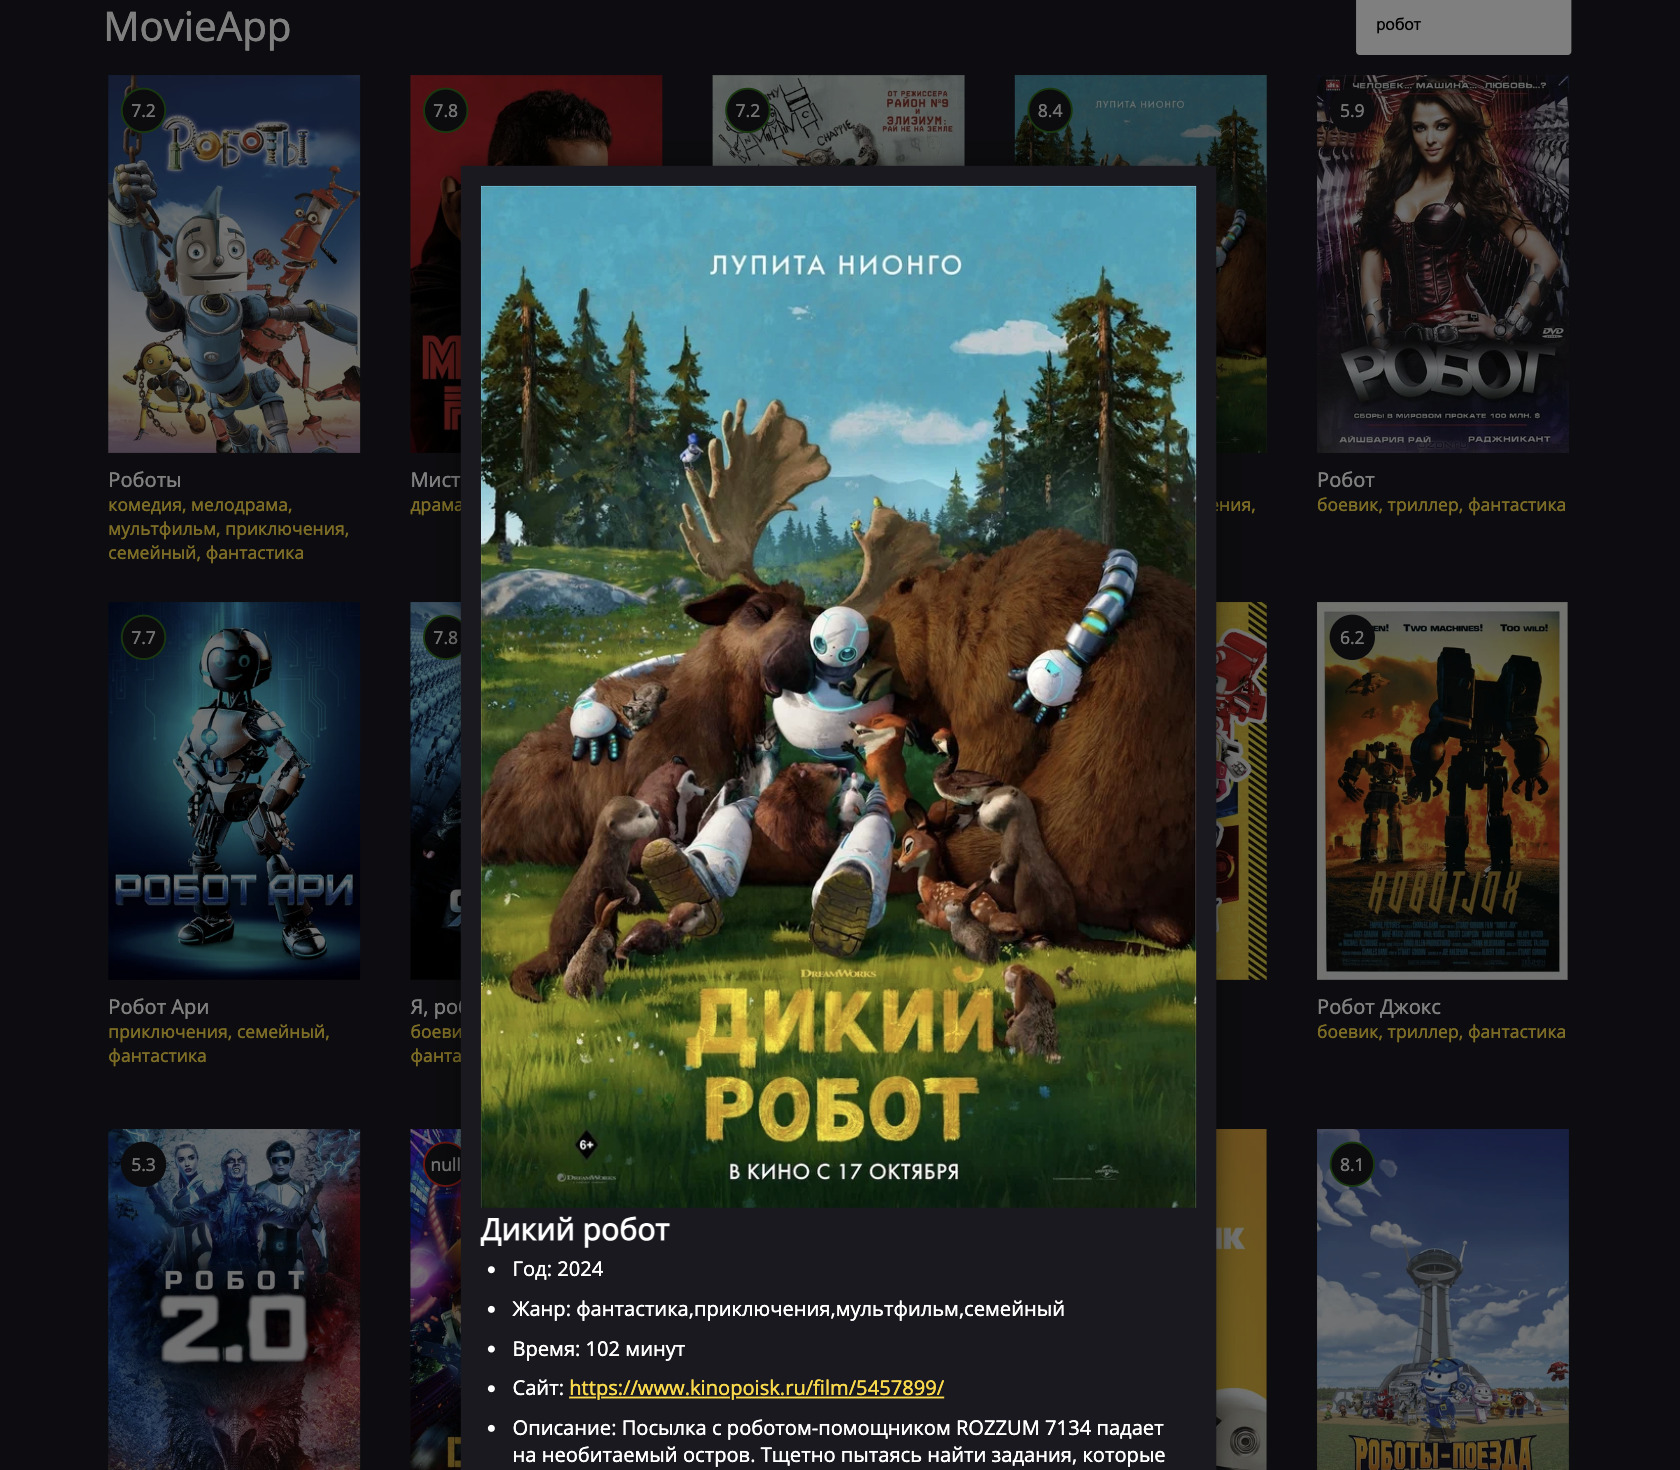 MovieApp
робот
7.2
РОБОТЫ
7.8
7.2
CHAPPIE
ОТ РЕЖИССЕРА
РАЙОН №9
И
ЭЛИЗИУМ:
РАЙ НЕ НА ЗЕМЛЕ
8.4
ЛУПИТА НИОНГО
5.9
ЧЕЛОВЕК... МАШИНА... ЛЮБОВЬ...?
РОБОТ
DVD
СБОРЫ В МИРОВОМ ПРОКАТЕ 100 МЛН. $
АЙШВАРИЯ РАЙ РАДЖНИКАНТ
Роботы
комедия, мелодрама,
мультфильм, приключения,
семейный, фантастика
Мист
драма
ения,
Робот
боевик, триллер, фантастика
7.7
РОБОТ АРИ
7.8
6.2
TWO MACHINES! TOO WILD!
ROBOTJOX
Робот Ари
приключения, семейный,
фантастика
Я, роб
боеви
фанта
Робот Джокс
боевик, триллер, фантастика
5.3
РОБОТ
2.0
null
ИК
8.1
РОБОТЫ-ПОЕЗДА
ЛУПИТА НИОНГО
DREAMWORKS
ДИКИЙ
РОБОТ
6+
В КИНО С 17 ОКТЯБРЯ
DREAMWORKS
UNIVERSAL
Дикий робот
• Год: 2024
• Жанр: фантастика,приключения,мультфильм,семейный
• Время: 102 минут
• Сайт: https://www.kinopoisk.ru/film/5457899/
• Описание: Посылка с роботом-помощником ROZZUM 7134 падает
на необитаемый остров. Тщетно пытаясь найти задания, которые